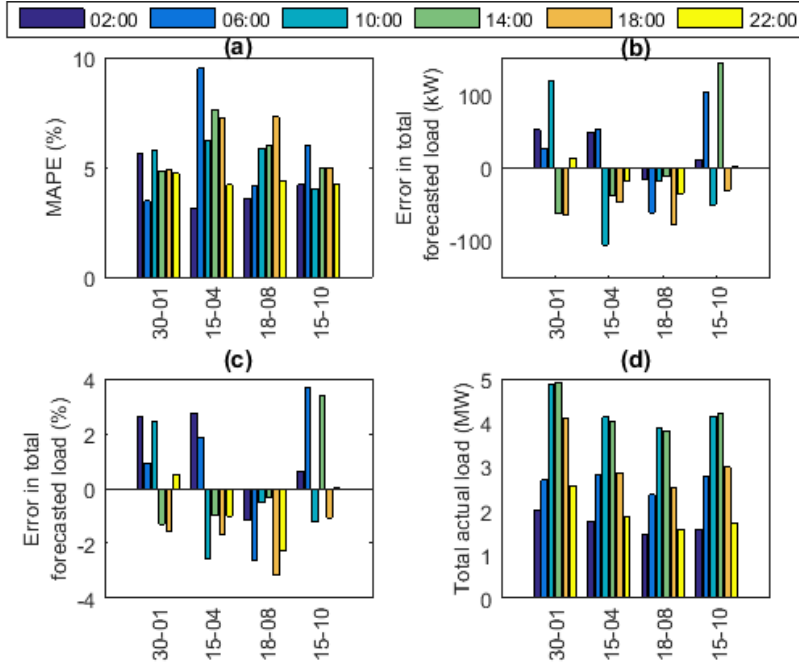 02:00 06:00 10:00 14:00 18:00 22:00
(a)
10
5
0
MAPE (%)
30-01 15-04 18-08 15-10
(b)
100
0
-100
Error in total
forecasted load (kW)
30-01 15-04 18-08 15-10
(c)
4
2
0
-2
-4
Error in total
forecasted load (%)
30-01 15-04 18-08 15-10
(d)
5
4
3
2
1
0
Total actual load (MW)
30-01 15-04 18-08 15-10